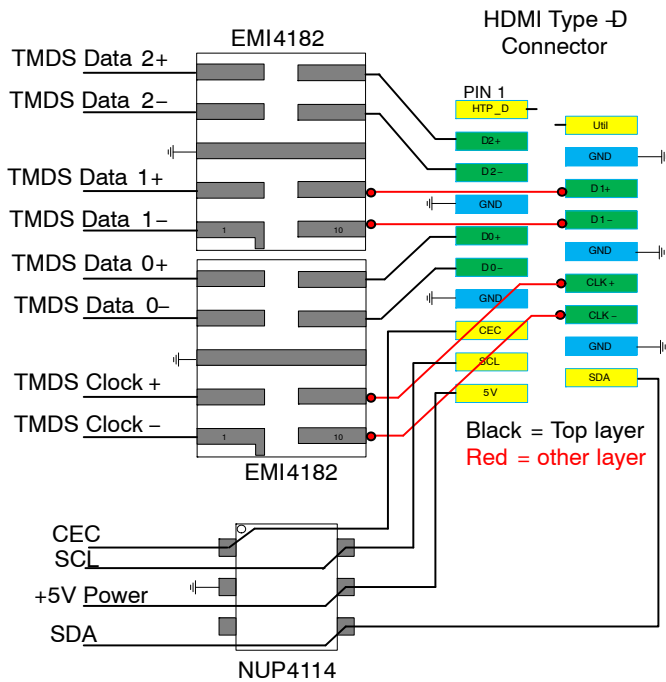 HDMI Type -D
Connector
EMI4182
TMDS Data 2+
TMDS Data 2-
TMDS Data 1+
TMDS Data 1-
1
10
TMDS Data 0+
TMDS Data 0-
TMDS Clock +
TMDS Clock -
1
10
EMI4182
PIN 1
HTP_D
D2+
D2-
GND
D0+
D0-
GND
CEC
SCL
5V
Util
GND
D1+
D1-
GND
CLK+
CLK-
GND
SDA
Black = Top layer
Red = other layer
CEC
SCL
+5V Power
SDA
NUP4114